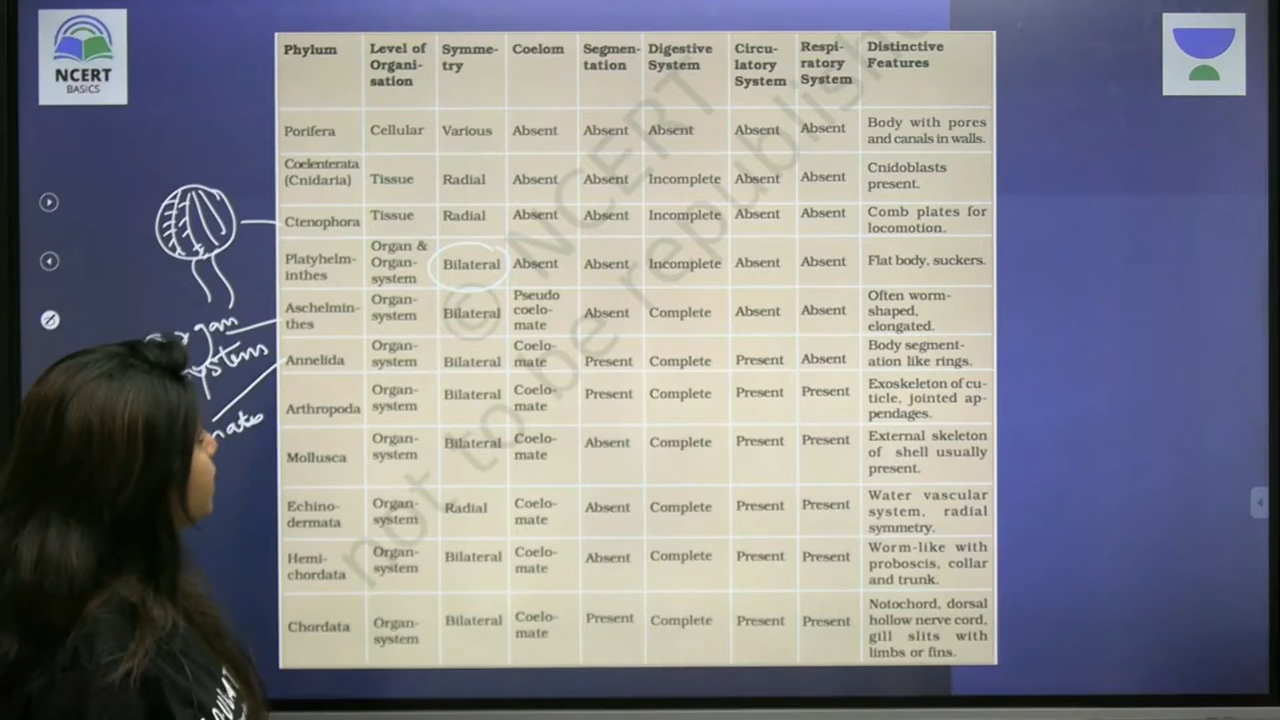 NCERT
BASICS
Phylum | Level of Organi- sation | Symme- try | Coelom | Segmen- tation | Digestive System | Circu- latory System | Respi- ratory System | Distinctive Features
Porifera | Cellular | Various | Absent | Absent | Absent | Absent | Absent | Body with pores and canals in walls.
Coelenterata (Cnidaria) | Tissue | Radial | Absent | Absent | Incomplete | Absent | Absent | Cnidoblasts present.
Ctenophora | Tissue | Radial | Absent | Absent | Incomplete | Absent | Absent | Comb plates for locomotion.
Platyhelm- inthes | Organ & Organ- system | Bilateral | Absent | Absent | Incomplete | Absent | Absent | Flat body, suckers.
Aschelmin- thes | Organ- system | Bilateral | Pseudo coelo- mate | Absent | Complete | Absent | Absent | Often worm- shaped, elongated.
Annelida | Organ- system | Bilateral | Coelo- mate | Present | Complete | Present | Absent | Body segment- ation like rings.
Arthropoda | Organ- system | Bilateral | Coelo- mate | Present | Complete | Present | Present | Exoskeleton of cu- ticle, jointed ap- pendages.
Mollusca | Organ- system | Bilateral | Coelo- mate | Absent | Complete | Present | Present | External skeleton of shell usually present.
Echino- dermata | Organ- system | Radial | Coelo- mate | Absent | Complete | Present | Present | Water vascular system, radial symmetry.
Hemi- chordata | Organ- system | Bilateral | Coelo- mate | Absent | Complete | Present | Present | Worm-like with proboscis, collar and trunk.
Chordata | Organ- system | Bilateral | Coelo- mate | Present | Complete | Present | Present | Notochord, dorsal hollow nerve cord, gill slits with limbs or fins.
© NCERT
not to be republished